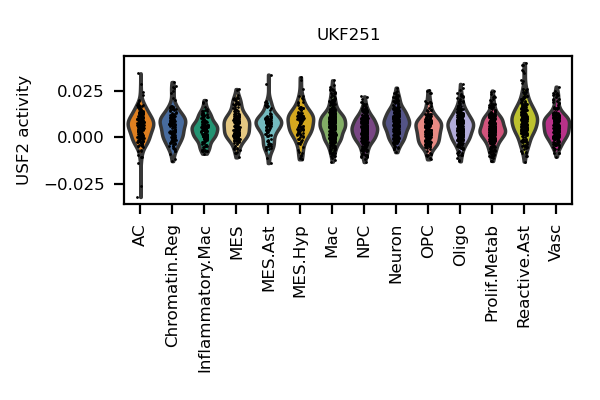 UKF251
USF2 activity
0.025
0.000
−0.025
AC
Chromatin.Reg
Inflammatory.Mac
MES
MES.Ast
MES.Hyp
Mac
NPC
Neuron
OPC
Oligo
Prolif.Metab
Reactive.Ast
Vasc